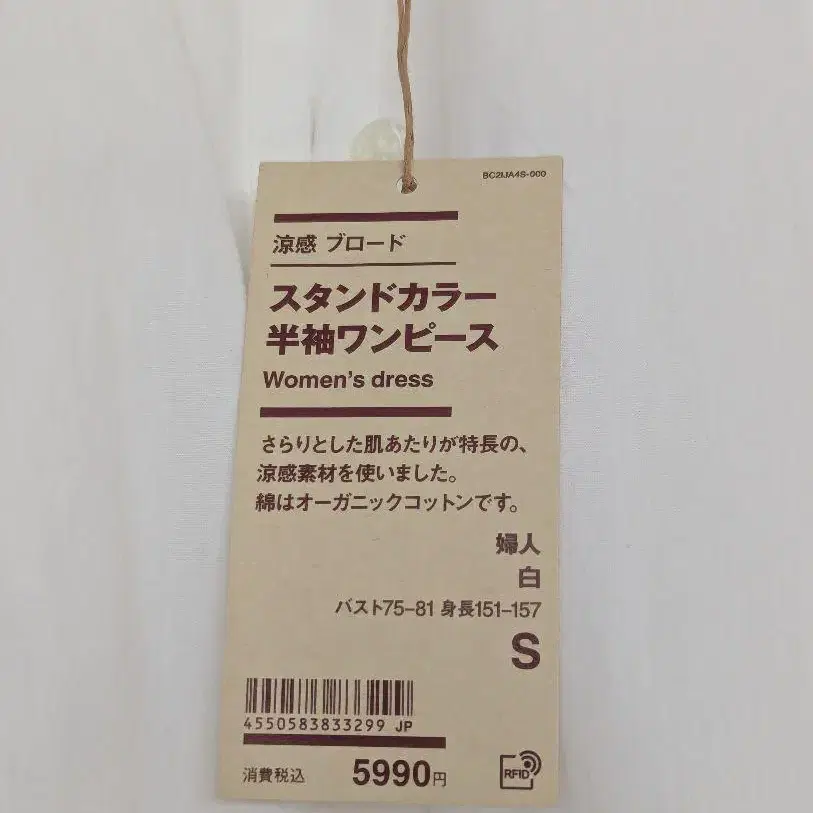 BC2IJA4S-000
涼感 ブロード
スタンドカラー
半袖ワンピース
Women's dress
さらりとした肌あたりが特長の、
涼感素材を使いました。
綿はオーガニックコットンです。
婦人
白
バスト75-81 身長151-157
S
4550583833299 JP
消費税込 5990円
RFID